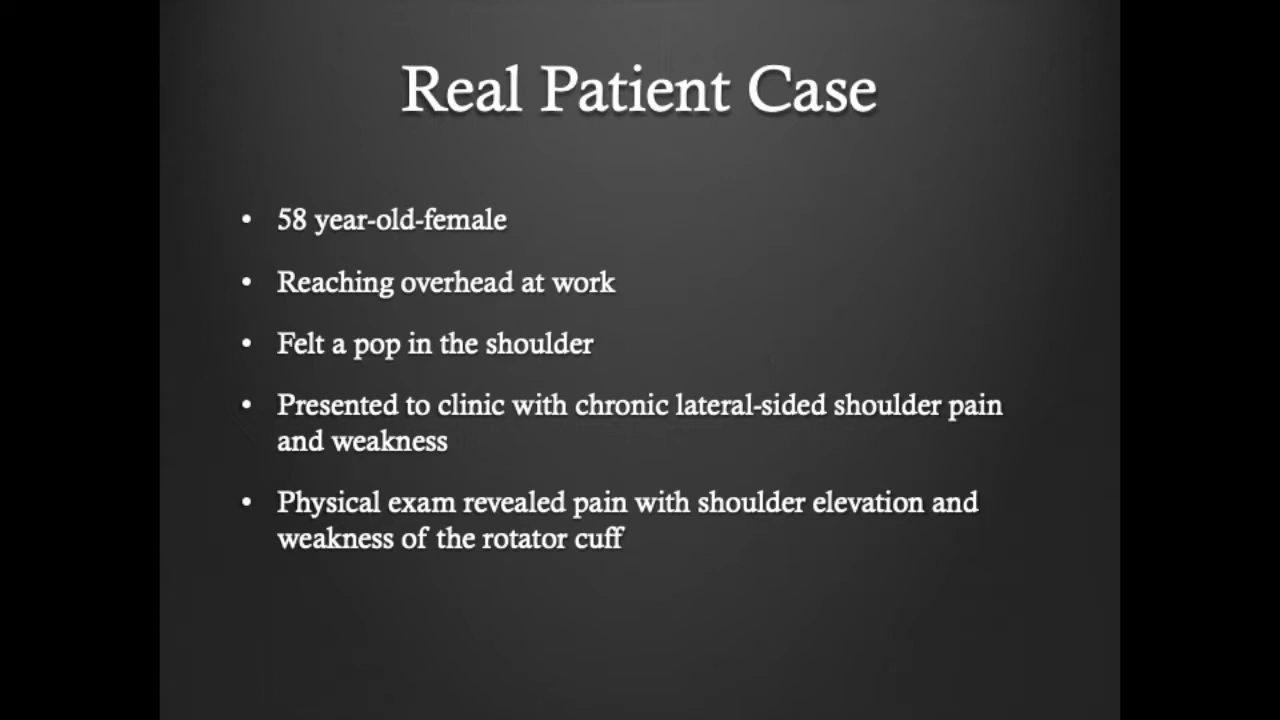 Real Patient Case
• 58 year-old-female
• Reaching overhead at work
• Felt a pop in the shoulder
• Presented to clinic with chronic lateral-sided shoulder pain
and weakness
• Physical exam revealed pain with shoulder elevation and
weakness of the rotator cuff